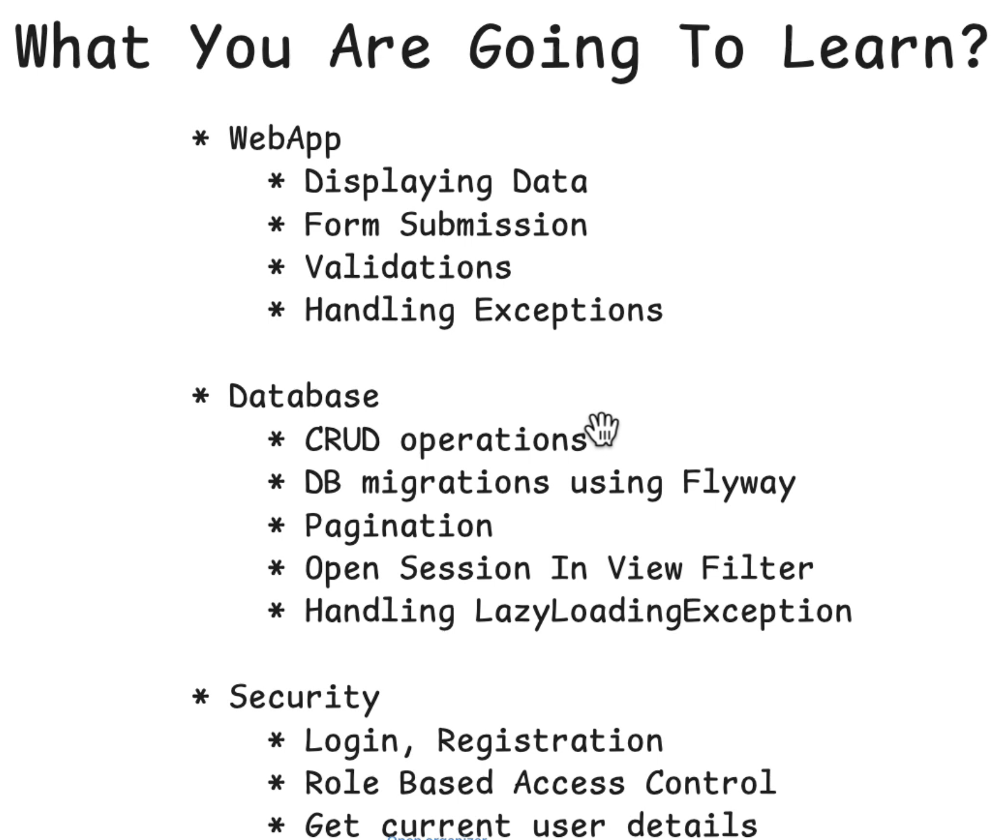 What You Are Going To Learn?
* WebApp
* Displaying Data
* Form Submission
* Validations
* Handling Exceptions
* Database
* CRUD operations
* DB migrations using Flyway
* Pagination
* Open Session In View Filter
* Handling LazyLoadingException
* Security
* Login, Registration
* Role Based Access Control
* Get current user details
Open organizer